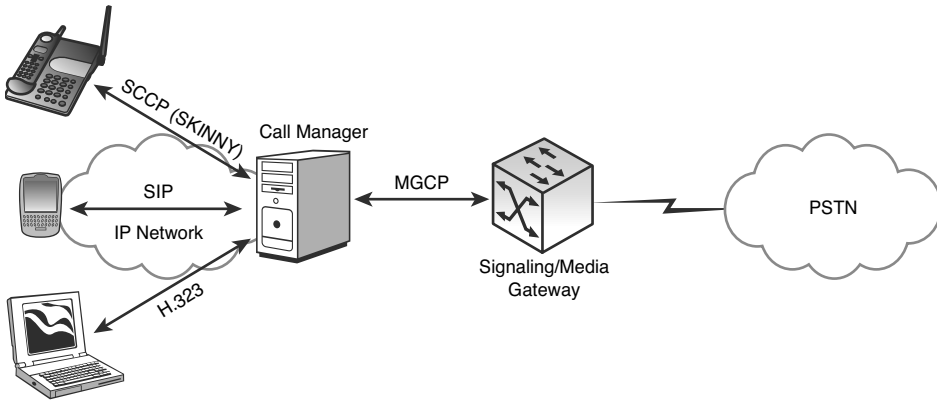 SCCP (SKINNY)
Call Manager
SIP
IP Network
H.323
MGCP
Signaling/Media
Gateway
PSTN